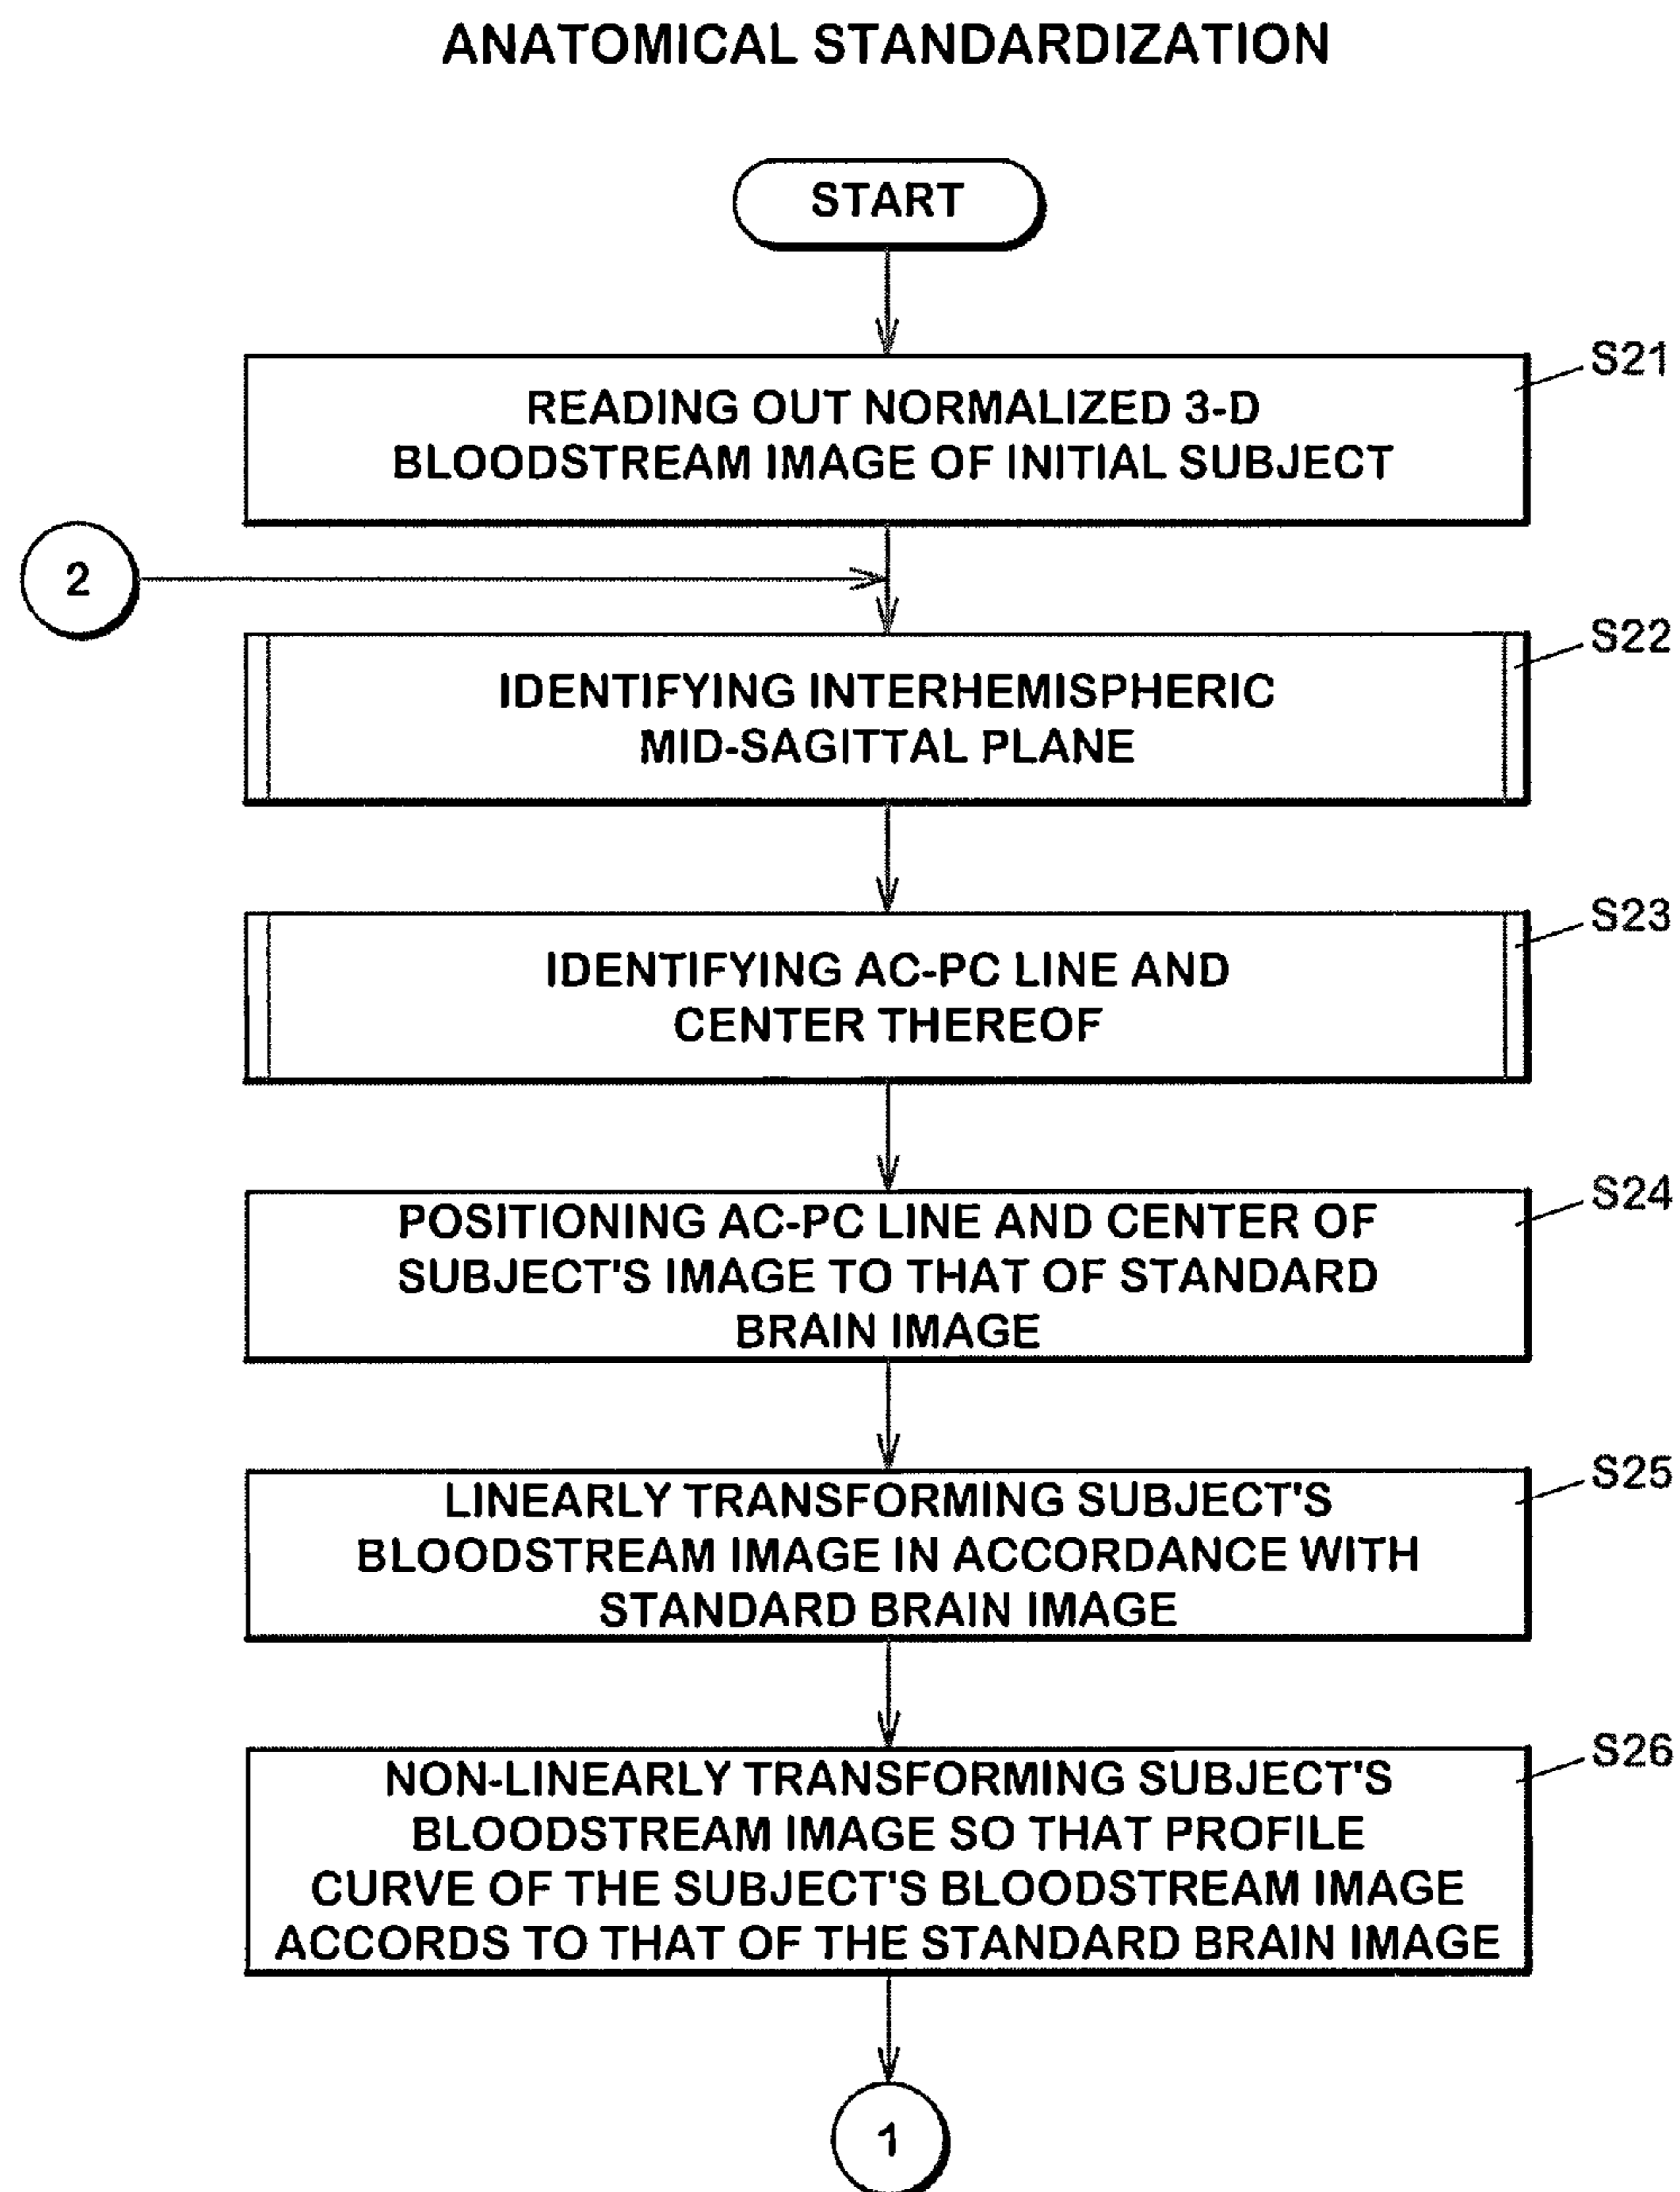 ANATOMICAL STANDARDIZATION
START
S21
READING OUT NORMALIZED 3-D
BLOODSTREAM IMAGE OF INITIAL SUBJECT
2
S22
IDENTIFYING INTERHEMISPHERIC
MID-SAGITTAL PLANE
S23
IDENTIFYING AC-PC LINE AND
CENTER THEREOF
S24
POSITIONING AC-PC LINE AND CENTER OF
SUBJECT'S IMAGE TO THAT OF STANDARD
BRAIN IMAGE
S25
LINEARLY TRANSFORMING SUBJECT'S
BLOODSTREAM IMAGE IN ACCORDANCE WITH
STANDARD BRAIN IMAGE
S26
NON-LINEARLY TRANSFORMING SUBJECT'S
BLOODSTREAM IMAGE SO THAT PROFILE
CURVE OF THE SUBJECT'S BLOODSTREAM IMAGE
ACCORDS TO THAT OF THE STANDARD BRAIN IMAGE
1